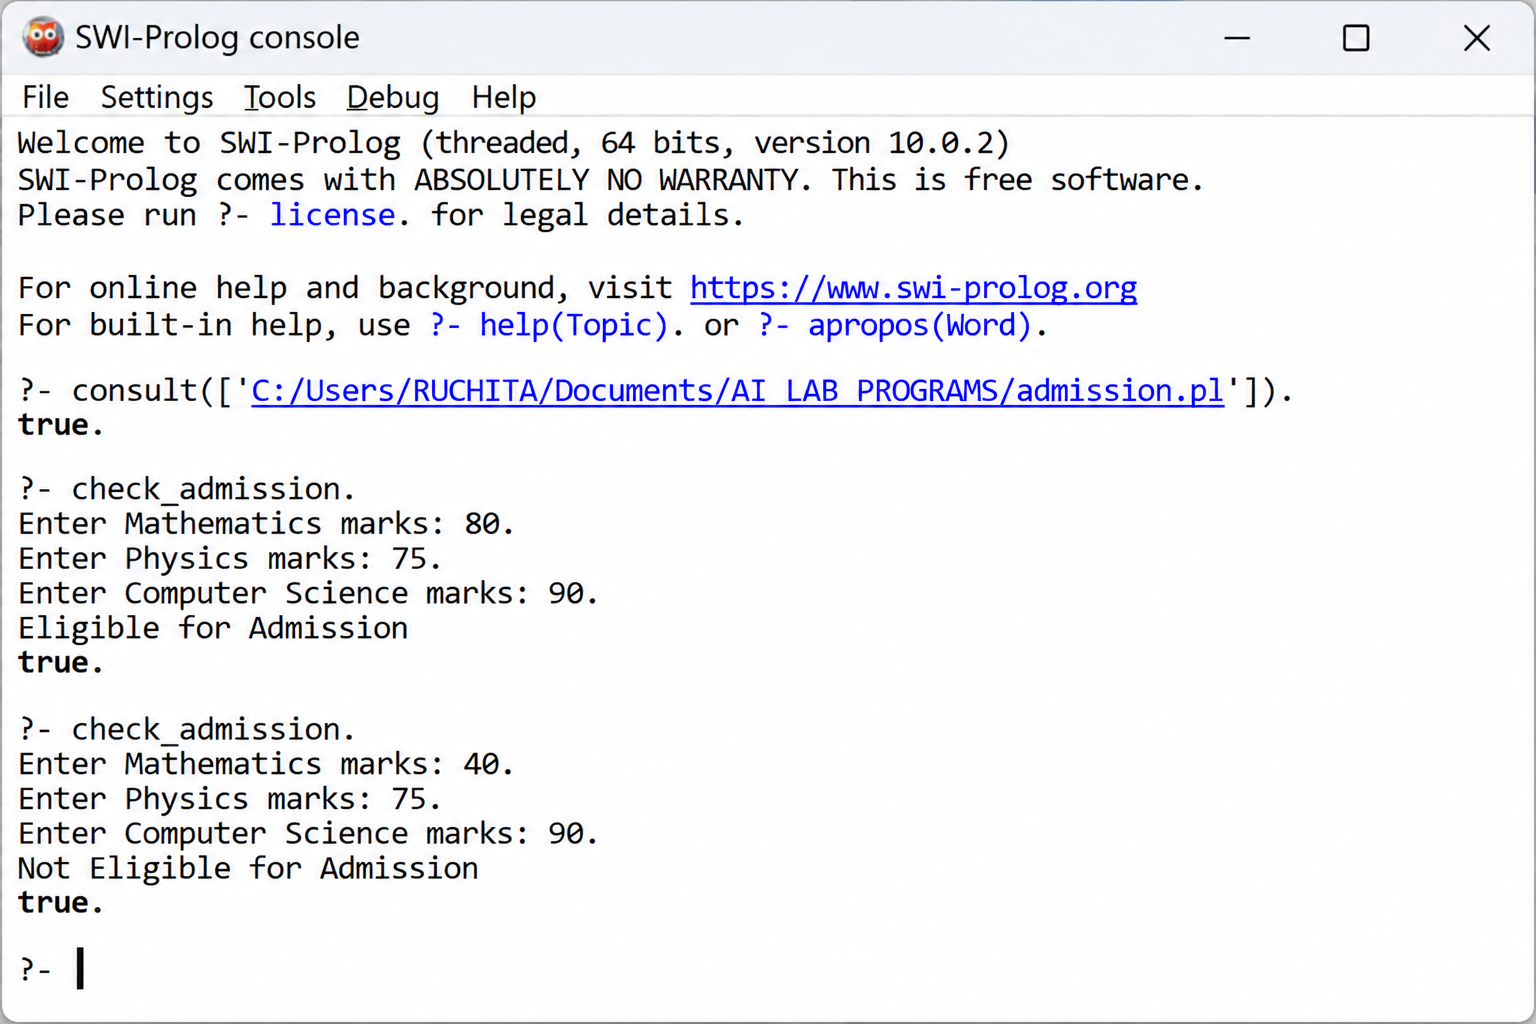 SWI-Prolog console
File Settings Tools Debug Help
Welcome to SWI-Prolog (threaded, 64 bits, version 10.0.2)
SWI-Prolog comes with ABSOLUTELY NO WARRANTY. This is free software.
Please run ?- license. for legal details.
For online help and background, visit https://www.swi-prolog.org
For built-in help, use ?- help(Topic). or ?- apropos(Word).
?- consult(['C:/Users/RUCHITA/Documents/AI LAB PROGRAMS/admission.pl']).
true.
?- check_admission.
Enter Mathematics marks: 80.
Enter Physics marks: 75.
Enter Computer Science marks: 90.
Eligible for Admission
true.
?- check_admission.
Enter Mathematics marks: 40.
Enter Physics marks: 75.
Enter Computer Science marks: 90.
Not Eligible for Admission
true.
?-